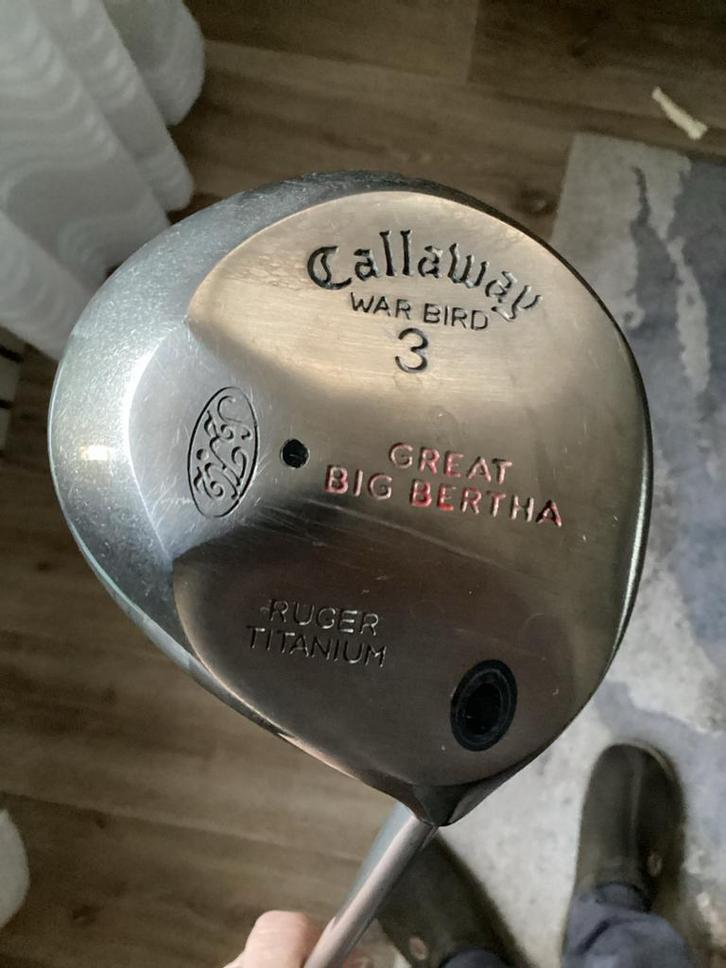 Callaway
WAR BIRD
3
GREAT
BIG BERTHA
RUGER
TITANIUM